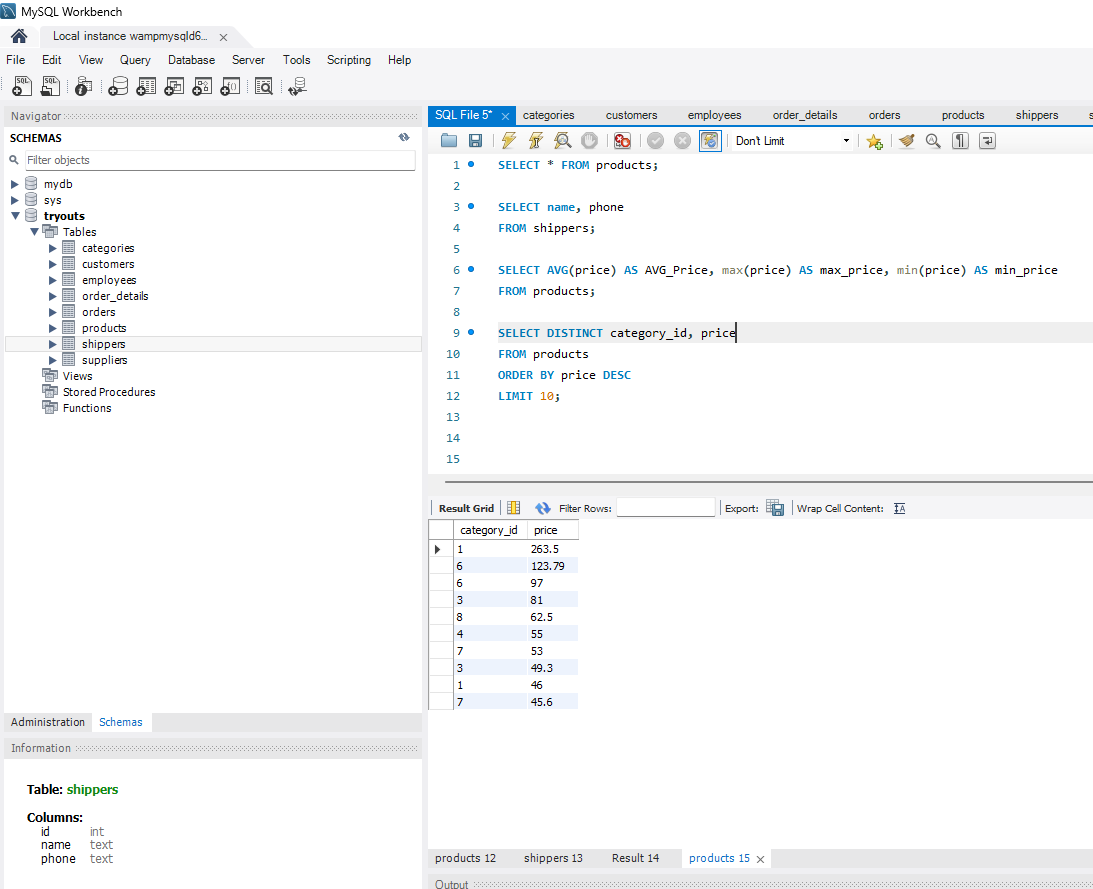 MySQL Workbench
Local instance wampmysqld6...
File Edit View Query Database Server Tools Scripting Help
Navigator
SCHEMAS
Filter objects
mydb
sys
tryouts
Tables
categories
customers
employees
order_details
orders
products
shippers
suppliers
Views
Stored Procedures
Functions
Administration Schemas
Information
Table: shippers
Columns:
id int
name text
phone text
SQL File 5* categories customers employees order_details orders products shippers
Don't Limit
1 SELECT * FROM products;
2
3 SELECT name, phone
4 FROM shippers;
5
6 SELECT AVG(price) AS AVG_Price, max(price) AS max_price, min(price) AS min_price
7 FROM products;
8
9 SELECT DISTINCT category_id, price
10 FROM products
11 ORDER BY price DESC
12 LIMIT 10;
13
14
15
Result Grid Filter Rows: Export: Wrap Cell Content:
category_id price
1 263.5
6 123.79
6 97
3 81
8 62.5
4 55
7 53
3 49.3
1 46
7 45.6
products 12 shippers 13 Result 14 products 15
Output